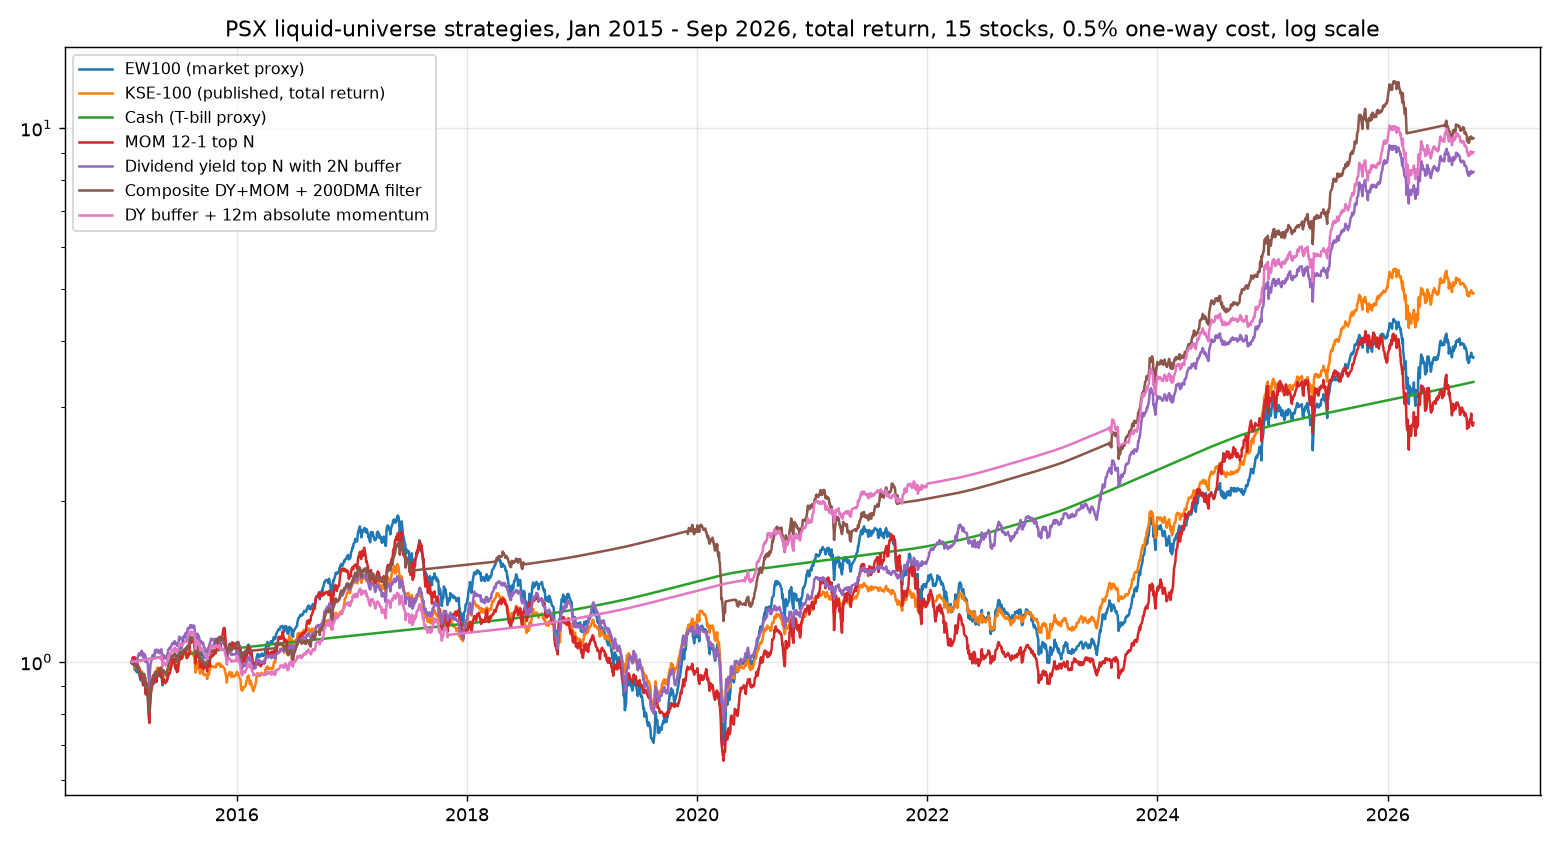 PSX liquid-universe strategies, Jan 2015 - Sep 2026, total return, 15 stocks, 0.5% one-way cost, log scale
EW100 (market proxy)
KSE-100 (published, total return)
Cash (T-bill proxy)
MOM 12-1 top N
Dividend yield top N with 2N buffer
Composite DY+MOM + 200DMA filter
DY buffer + 12m absolute momentum
10¹
10⁰
2016 2018 2020 2022 2024 2026